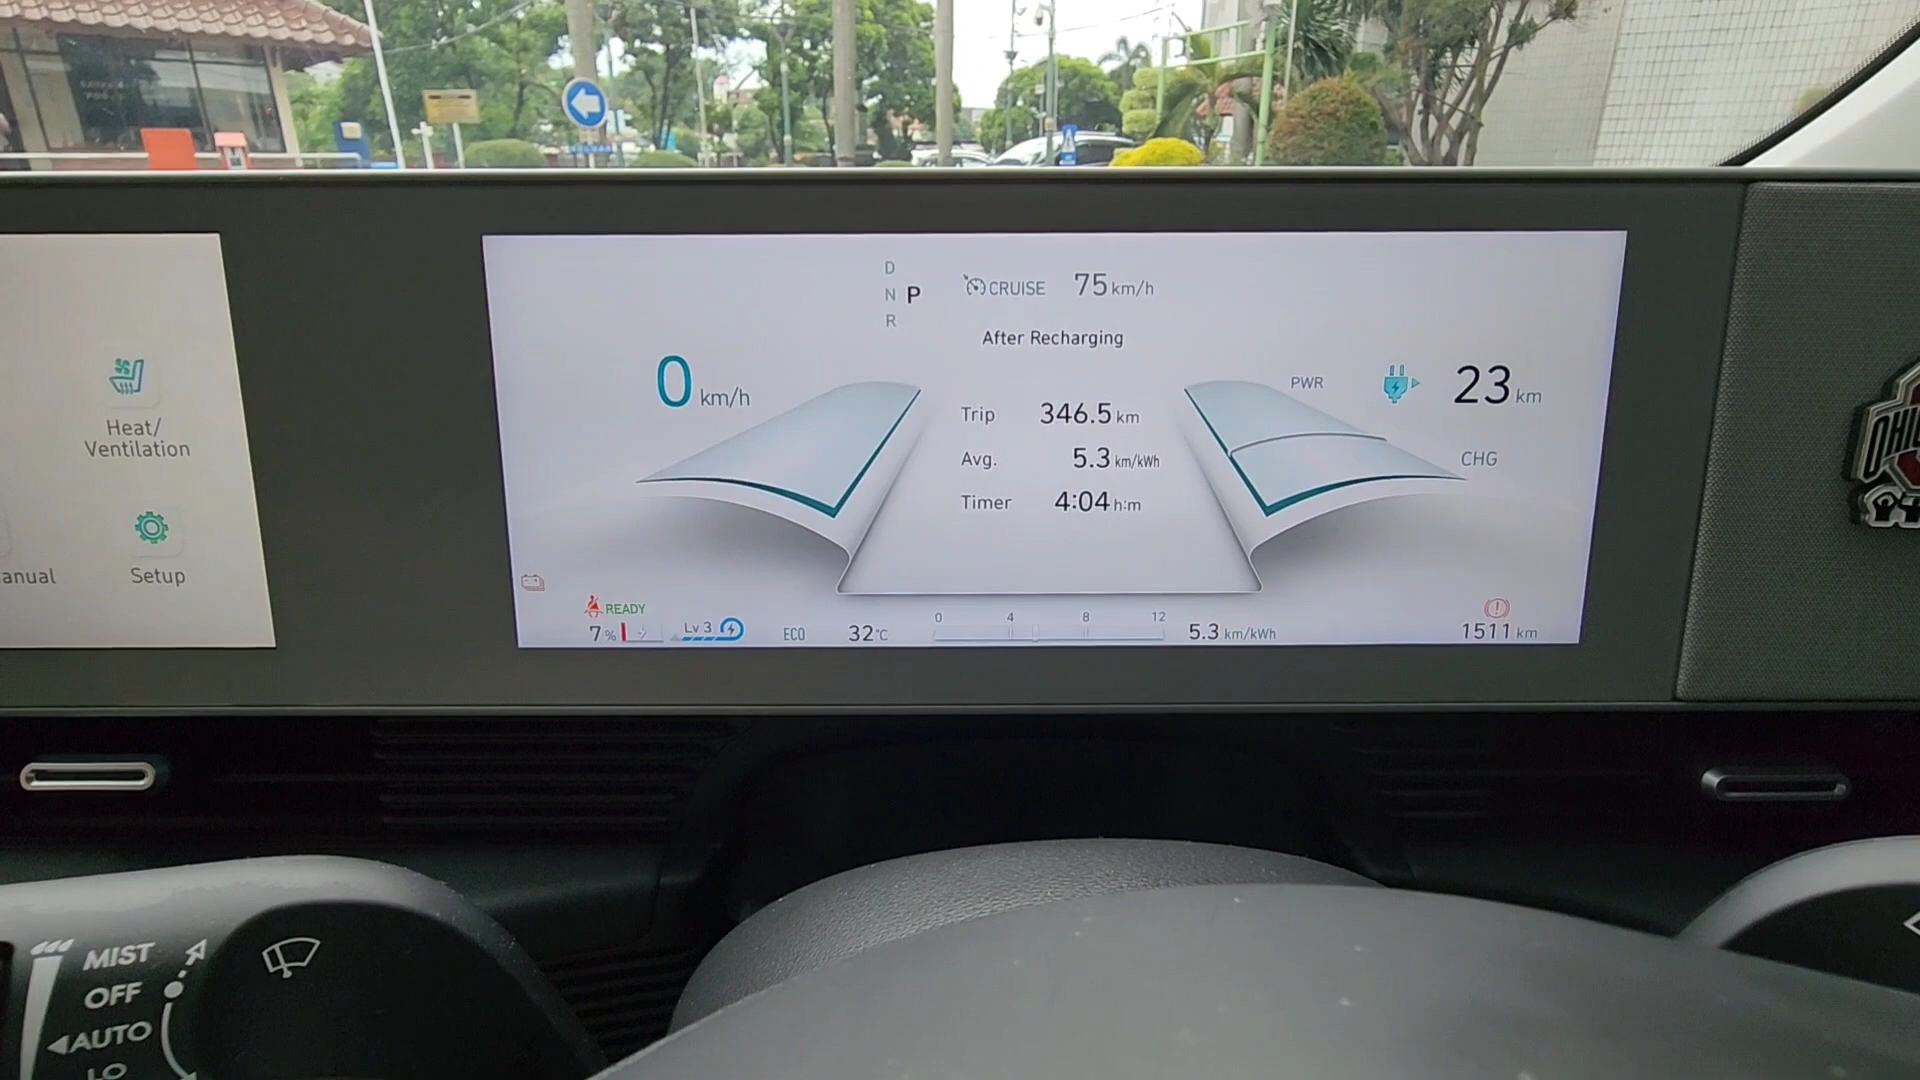 D
N P
R
CRUISE 75 km/h
After Recharging
0 km/h
PWR
23 km
Trip 346.5 km
Avg. 5.3 km/kWh
CHG
Timer 4:04 h:m
Heat/
Ventilation
anual
Setup
READY
7 %
Lv 3
ECO
32°C
0 4 8 12
5.3 km/kWh
1511 km
OHIO
MIST
OFF
AUTO
LO